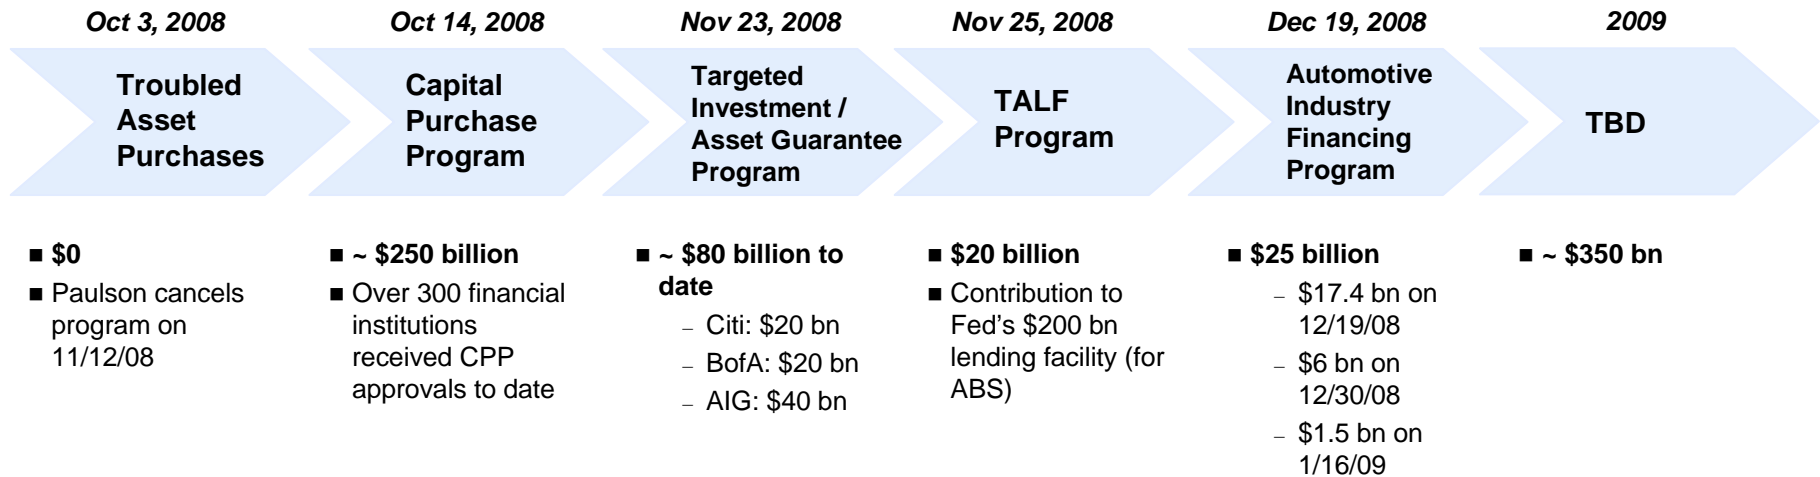 Oct 3, 2008
Oct 14, 2008
Nov 23, 2008
Nov 25, 2008
Dec 19, 2008
2009
Troubled
Asset
Purchases
Capital
Purchase
Program
Targeted
Investment /
Asset Guarantee
Program
TALF
Program
Automotive
Industry
Financing
Program
TBD
■ $0
■ Paulson cancels
program on
11/12/08
■ ~ $250 billion
■ Over 300 financial
institutions
received CPP
approvals to date
■ ~ $80 billion to
date
– Citi: $20 bn
– BofA: $20 bn
– AIG: $40 bn
■ $20 billion
■ Contribution to
Fed's $200 bn
lending facility (for
ABS)
■ $25 billion
– $17.4 bn on
12/19/08
– $6 bn on
12/30/08
– $1.5 bn on
1/16/09
■ ~ $350 bn